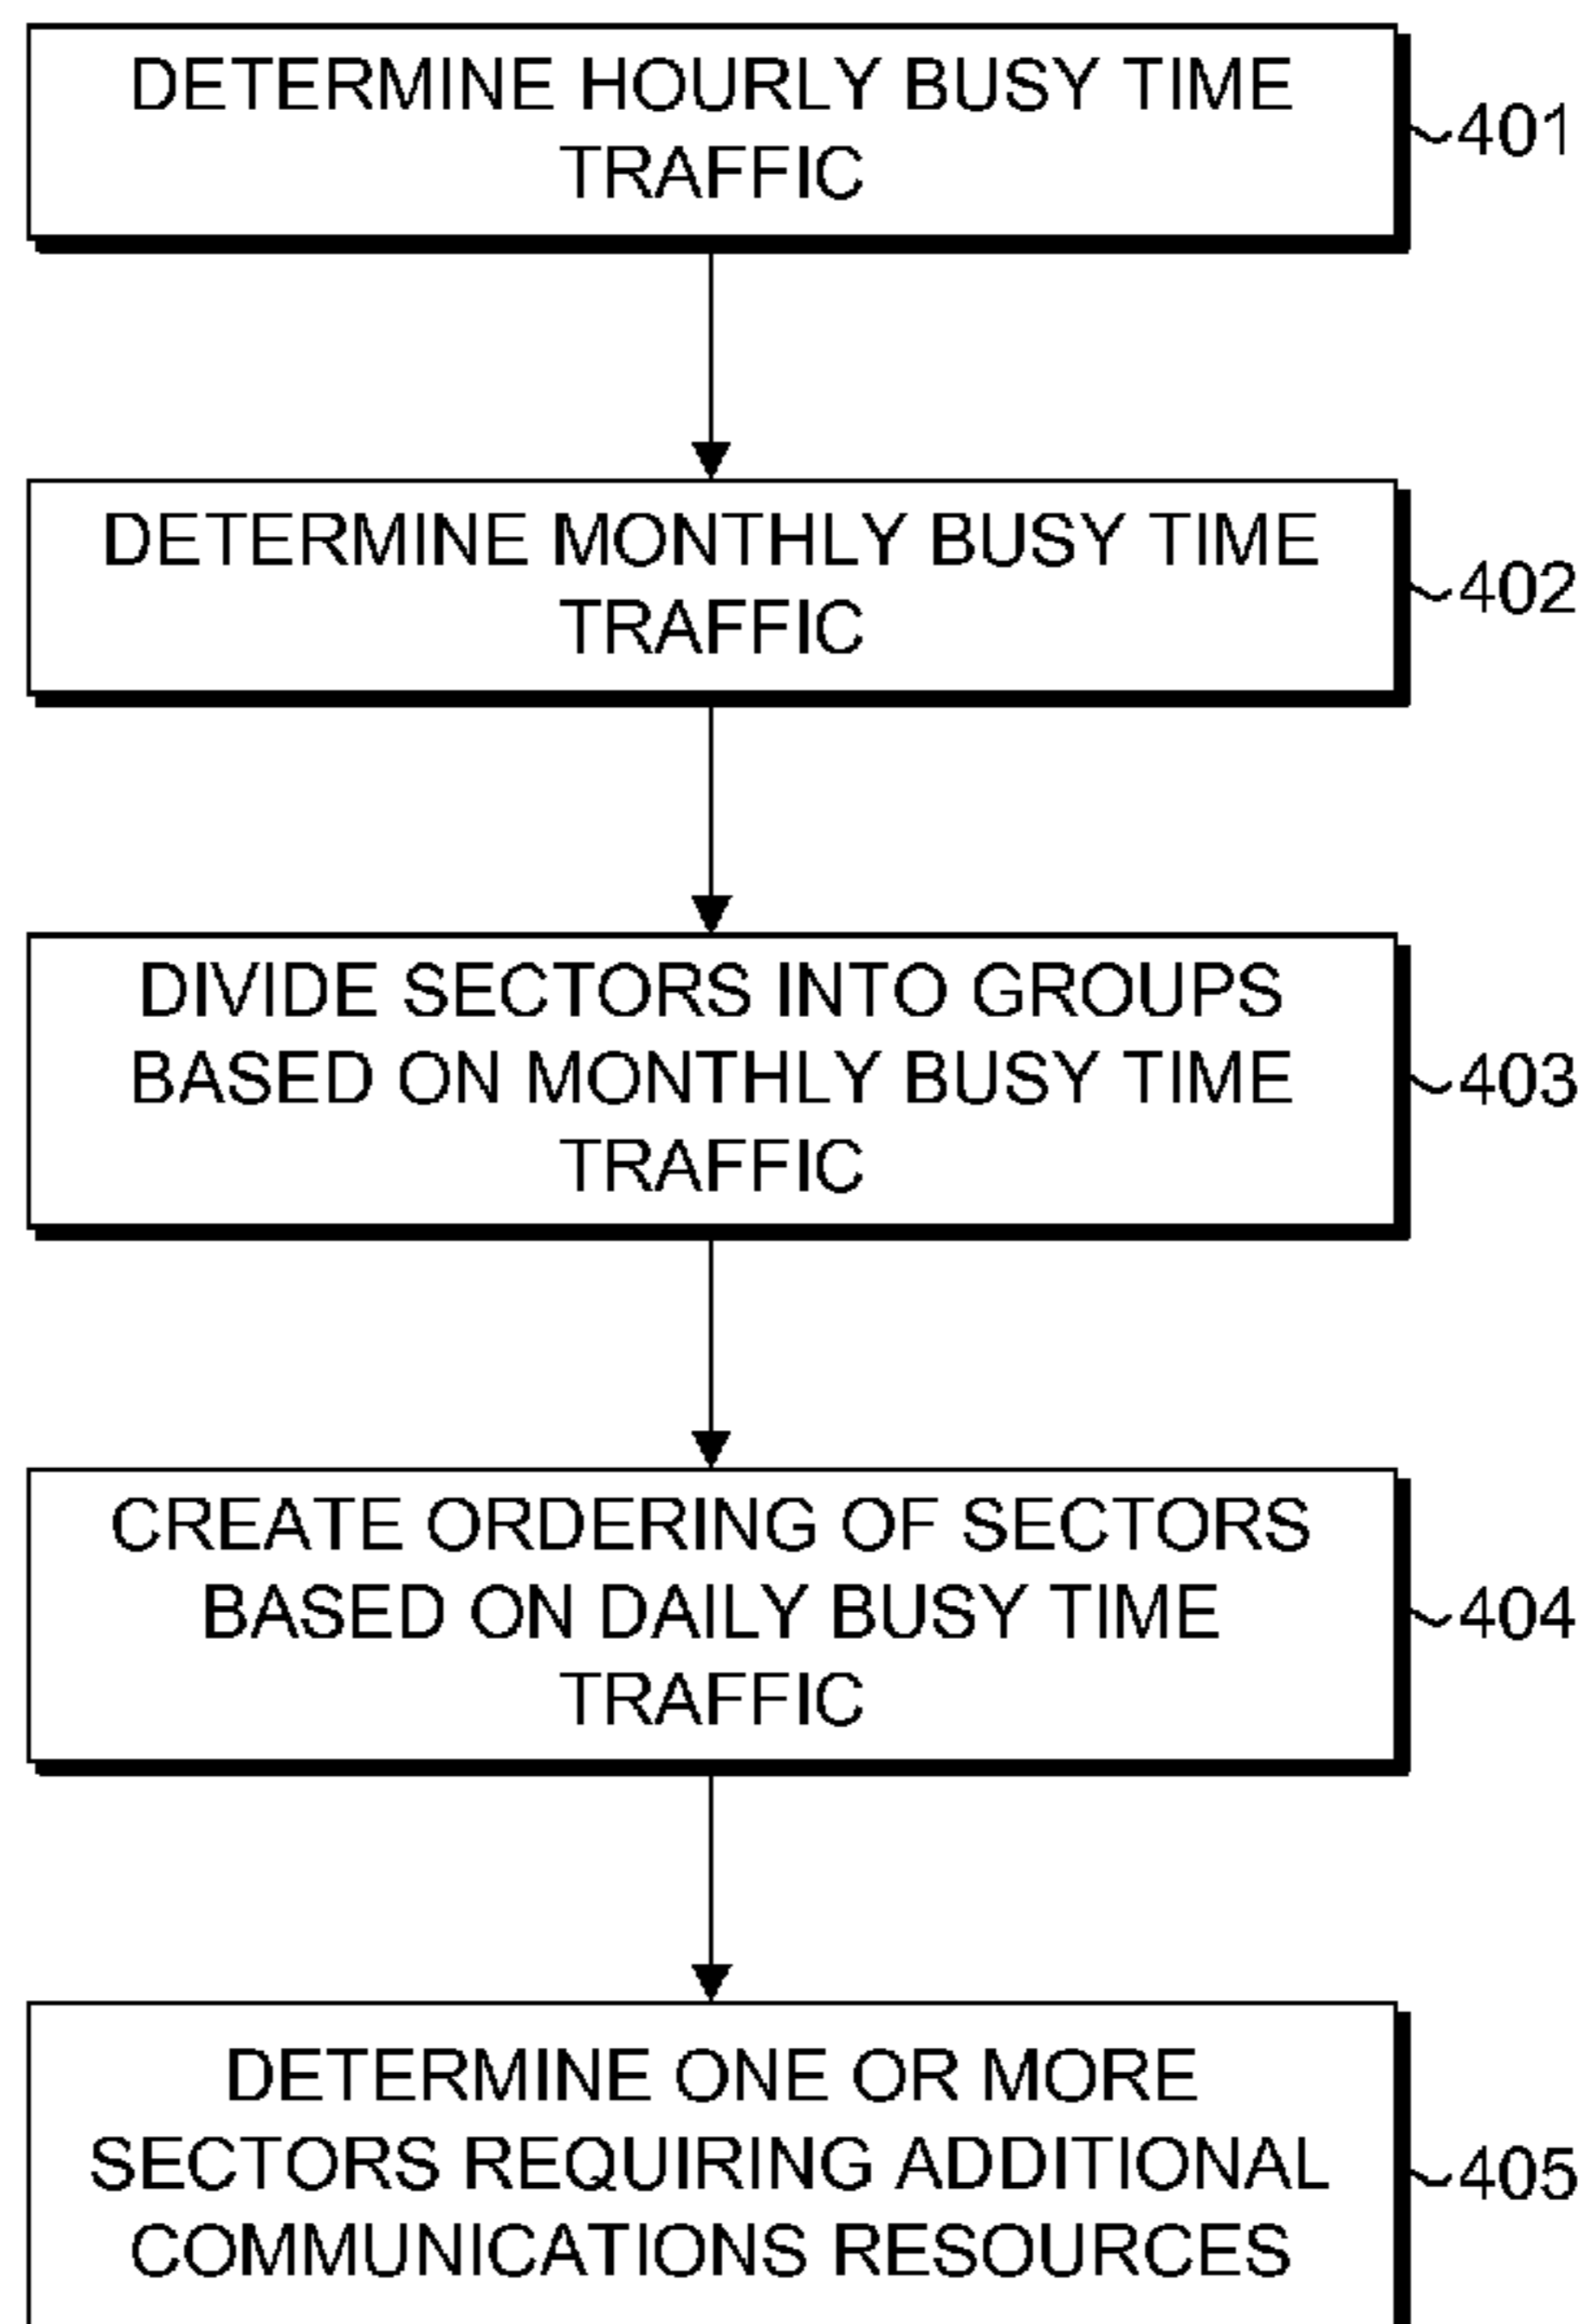 DETERMINE HOURLY BUSY TIME
TRAFFIC
401
DETERMINE MONTHLY BUSY TIME
TRAFFIC
402
DIVIDE SECTORS INTO GROUPS
BASED ON MONTHLY BUSY TIME
TRAFFIC
403
CREATE ORDERING OF SECTORS
BASED ON DAILY BUSY TIME
TRAFFIC
404
DETERMINE ONE OR MORE
SECTORS REQUIRING ADDITIONAL
COMMUNICATIONS RESOURCES
405